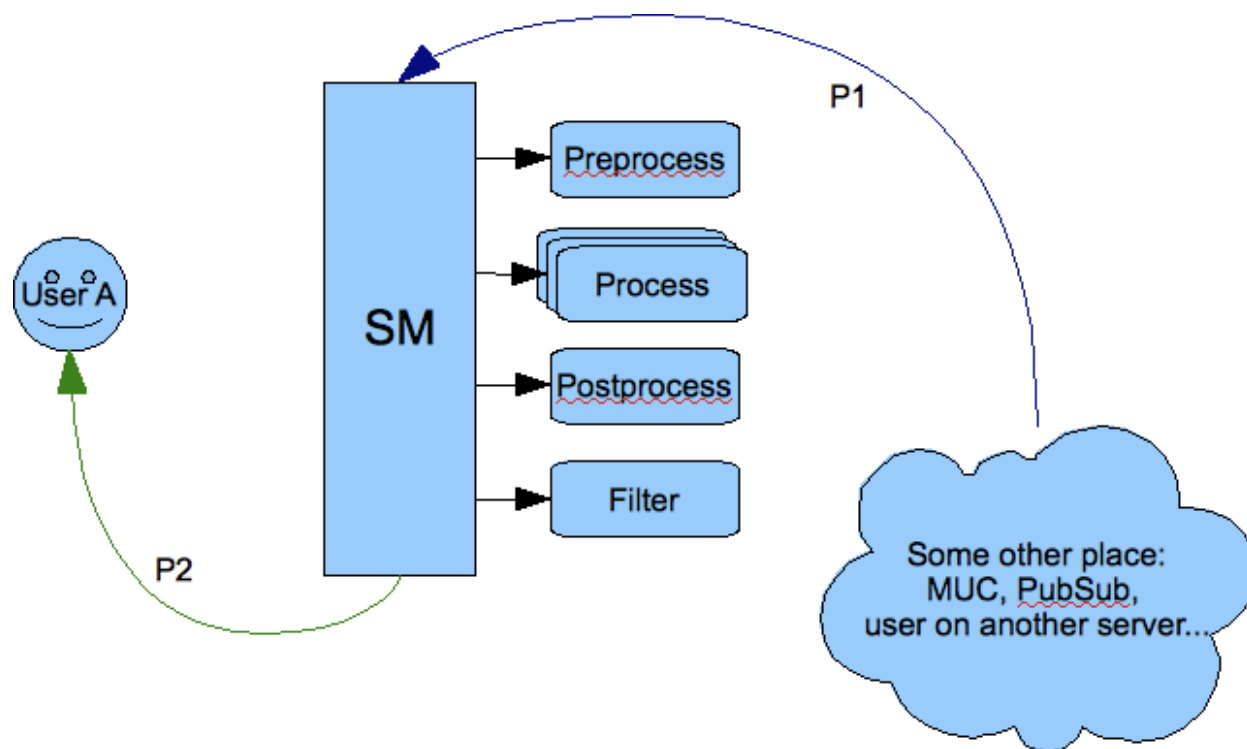 P1
Preprocess
User A
SM
Process
Postprocess
Filter
P2
Some other place:
MUC, PubSub,
user on another server...